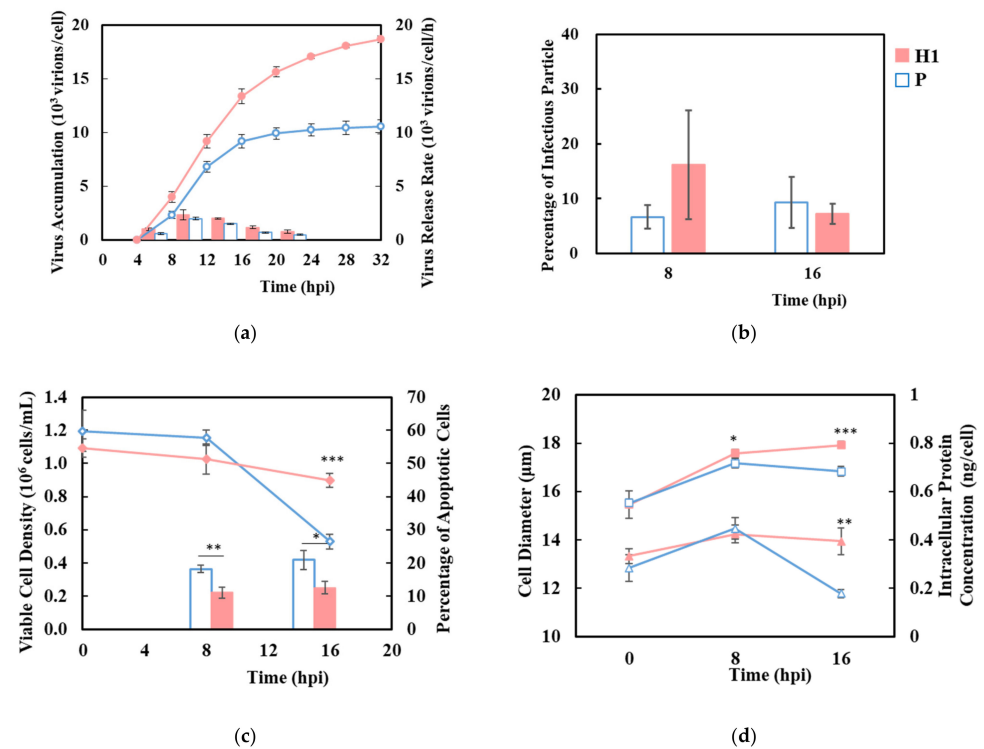 (a)
20
15
10
5
0
Virus Accumulation (10³ virions/cell)
20
15
10
5
0
Virus Release Rate (10³ virions/cell/h)
0 4 8 12 16 20 24 28 32
Time (hpi)
(b)
40
30
20
10
0
Percentage of Infectious Particle
8 16
Time (hpi)
H1
P
(c)
1.4
1.2
1.0
0.8
0.6
0.4
0.2
0.0
Viable Cell Density (10⁶ cells/mL)
70
60
50
40
30
20
10
0
Percentage of Apoptotic Cells
***
**
*
0 4 8 12 16 20
Time (hpi)
(d)
20
18
16
14
12
10
Cell Diameter (µm)
1
0.8
0.6
0.4
0.2
0
Intracellular Protein
Concentration (ng/cell)
*
***
**
0 8 16
Time (hpi)